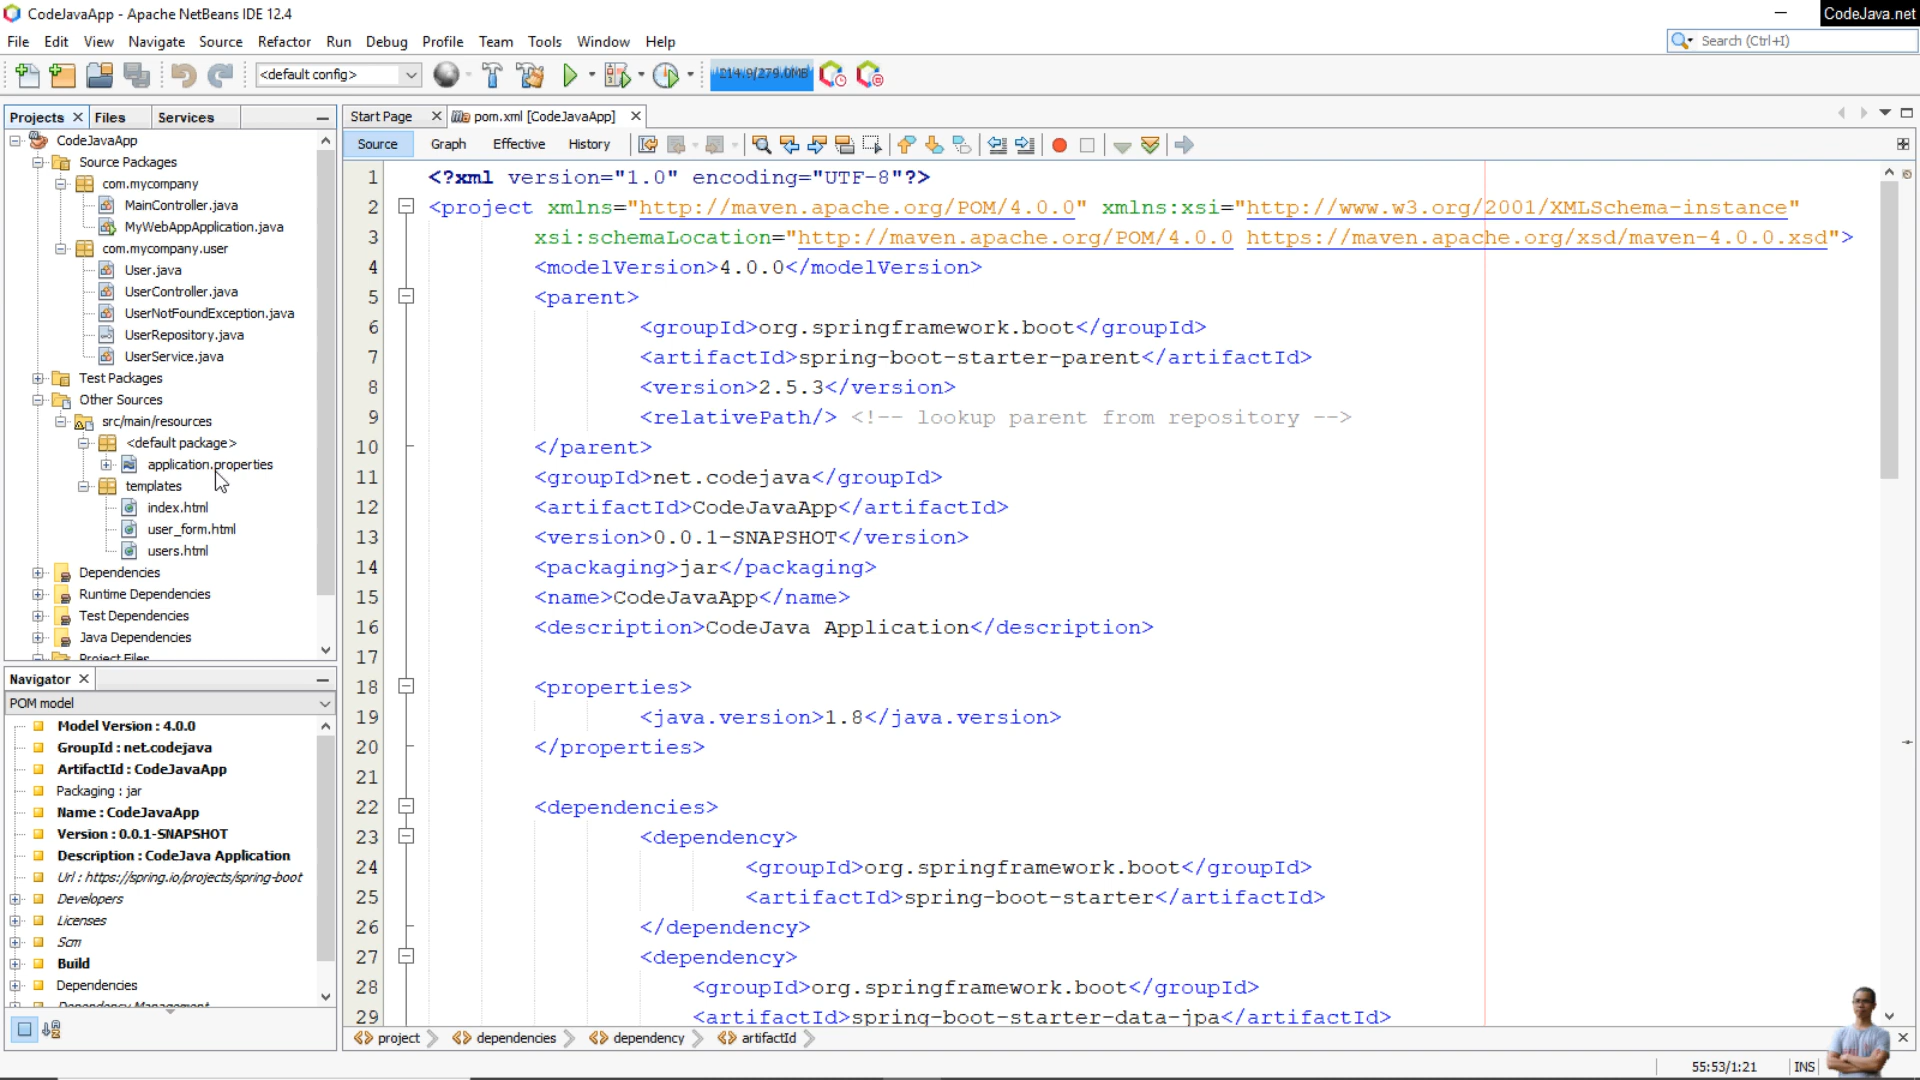 CodeJavaApp - Apache NetBeans IDE 12.4
CodeJava.net
File Edit View Navigate Source Refactor Run Debug Profile Team Tools Window Help
Search (Ctrl+I)
<default config>
214.9/279.0MB
Projects
Files
Services
CodeJavaApp
Source Packages
com.mycompany
MainController.java
MyWebAppApplication.java
com.mycompany.user
User.java
UserController.java
UserNotFoundException.java
UserRepository.java
UserService.java
Test Packages
Other Sources
src/main/resources
<default package>
application.properties
templates
index.html
user_form.html
users.html
Dependencies
Runtime Dependencies
Test Dependencies
Java Dependencies
Project Files
Navigator
POM model
Model Version : 4.0.0
GroupId : net.codejava
ArtifactId : CodeJavaApp
Packaging : jar
Name : CodeJavaApp
Version : 0.0.1-SNAPSHOT
Description : CodeJava Application
Url : https://spring.io/projects/spring-boot
Developers
Licenses
Scm
Build
Dependencies
Dependency Management
Start Page
pom.xml [CodeJavaApp]
Source Graph Effective History
1 <?xml version="1.0" encoding="UTF-8"?>
2 <project xmlns="http://maven.apache.org/POM/4.0.0" xmlns:xsi="http://www.w3.org/2001/XMLSchema-instance"
3 xsi:schemaLocation="http://maven.apache.org/POM/4.0.0 https://maven.apache.org/xsd/maven-4.0.0.xsd">
4 <modelVersion>4.0.0</modelVersion>
5 <parent>
6 <groupId>org.springframework.boot</groupId>
7 <artifactId>spring-boot-starter-parent</artifactId>
8 <version>2.5.3</version>
9 <relativePath/> <!-- lookup parent from repository -->
10 </parent>
11 <groupId>net.codejava</groupId>
12 <artifactId>CodeJavaApp</artifactId>
13 <version>0.0.1-SNAPSHOT</version>
14 <packaging>jar</packaging>
15 <name>CodeJavaApp</name>
16 <description>CodeJava Application</description>
17
18 <properties>
19 <java.version>1.8</java.version>
20 </properties>
21
22 <dependencies>
23 <dependency>
24 <groupId>org.springframework.boot</groupId>
25 <artifactId>spring-boot-starter</artifactId>
26 </dependency>
27 <dependency>
28 <groupId>org.springframework.boot</groupId>
29 <artifactId>spring-boot-starter-data-jpa</artifactId>
project dependencies dependency artifactId
55:53/1:21 INS